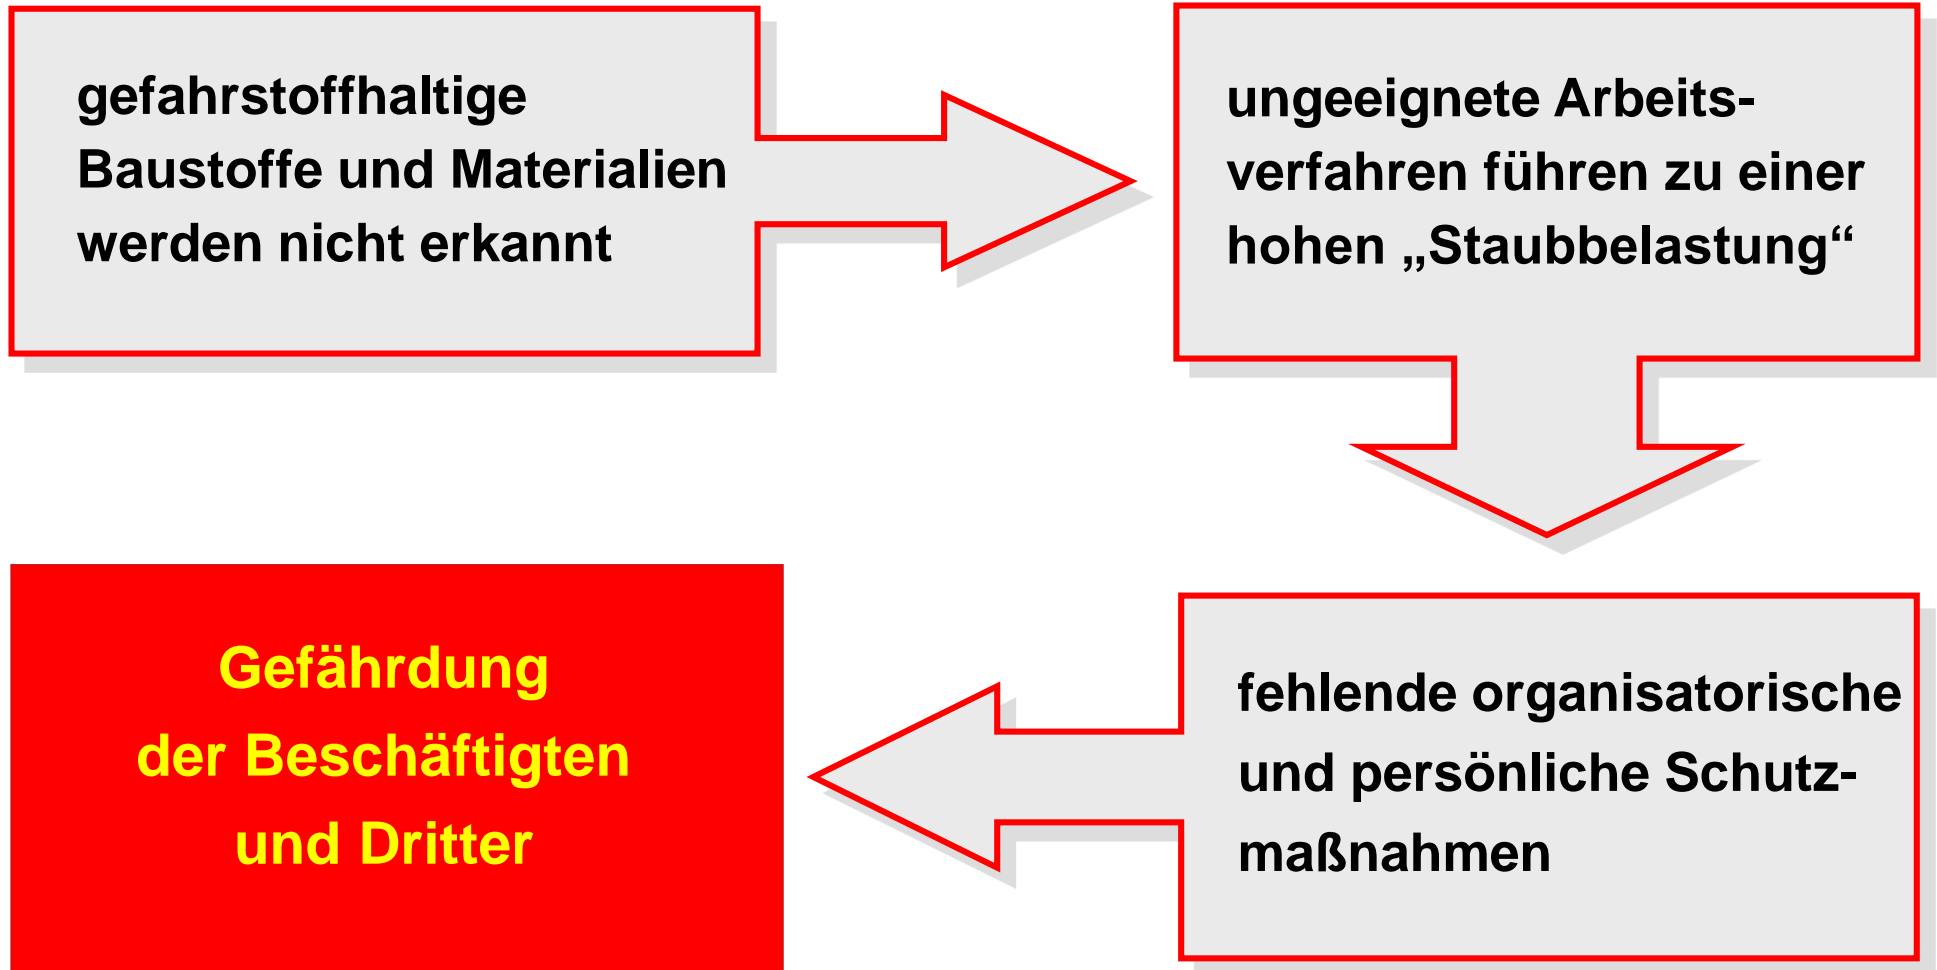 gefahrstoffhaltige
Baustoffe und Materialien
werden nicht erkannt
ungeeignete Arbeits-
verfahren führen zu einer
hohen „Staubbelastung“
fehlende organisatorische
und persönliche Schutz-
maßnahmen
Gefährdung
der Beschäftigten
und Dritter